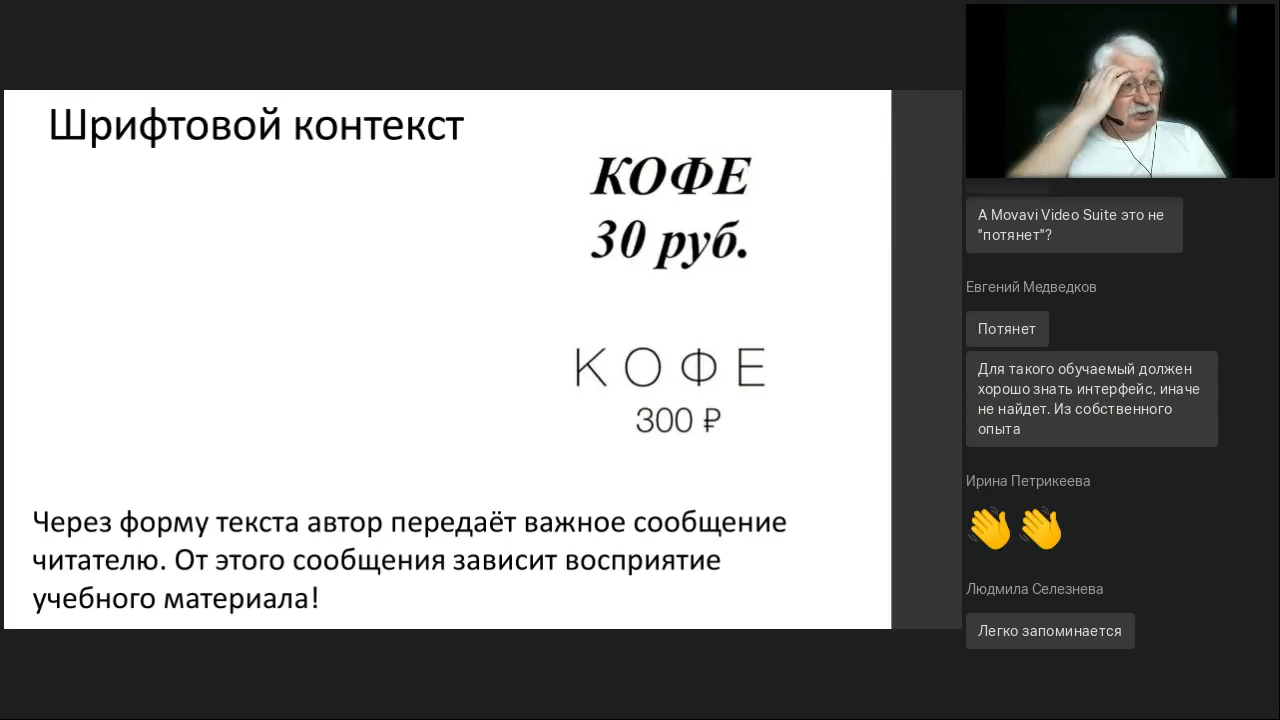 Шрифтовой контекст
КОФЕ
30 руб.
КОФЕ
300 ₽
Через форму текста автор передаёт важное сообщение
читателю. От этого сообщения зависит восприятие
учебного материала!
А Movavi Video Suite это не
"потянет"?
Евгений Медведков
Потянет
Для такого обучаемый должен
хорошо знать интерфейс, иначе
не найдет. Из собственного
опыта
Ирина Петрикеева
Людмила Селезнева
Легко запоминается